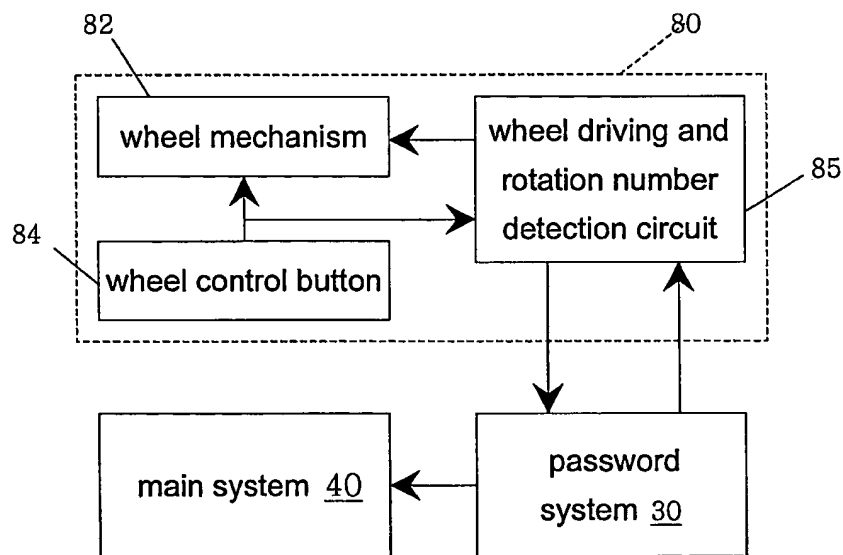 82
80
wheel mechanism
wheel driving and
rotation number
detection circuit
85
84
wheel control button
main system 40
password
system 30